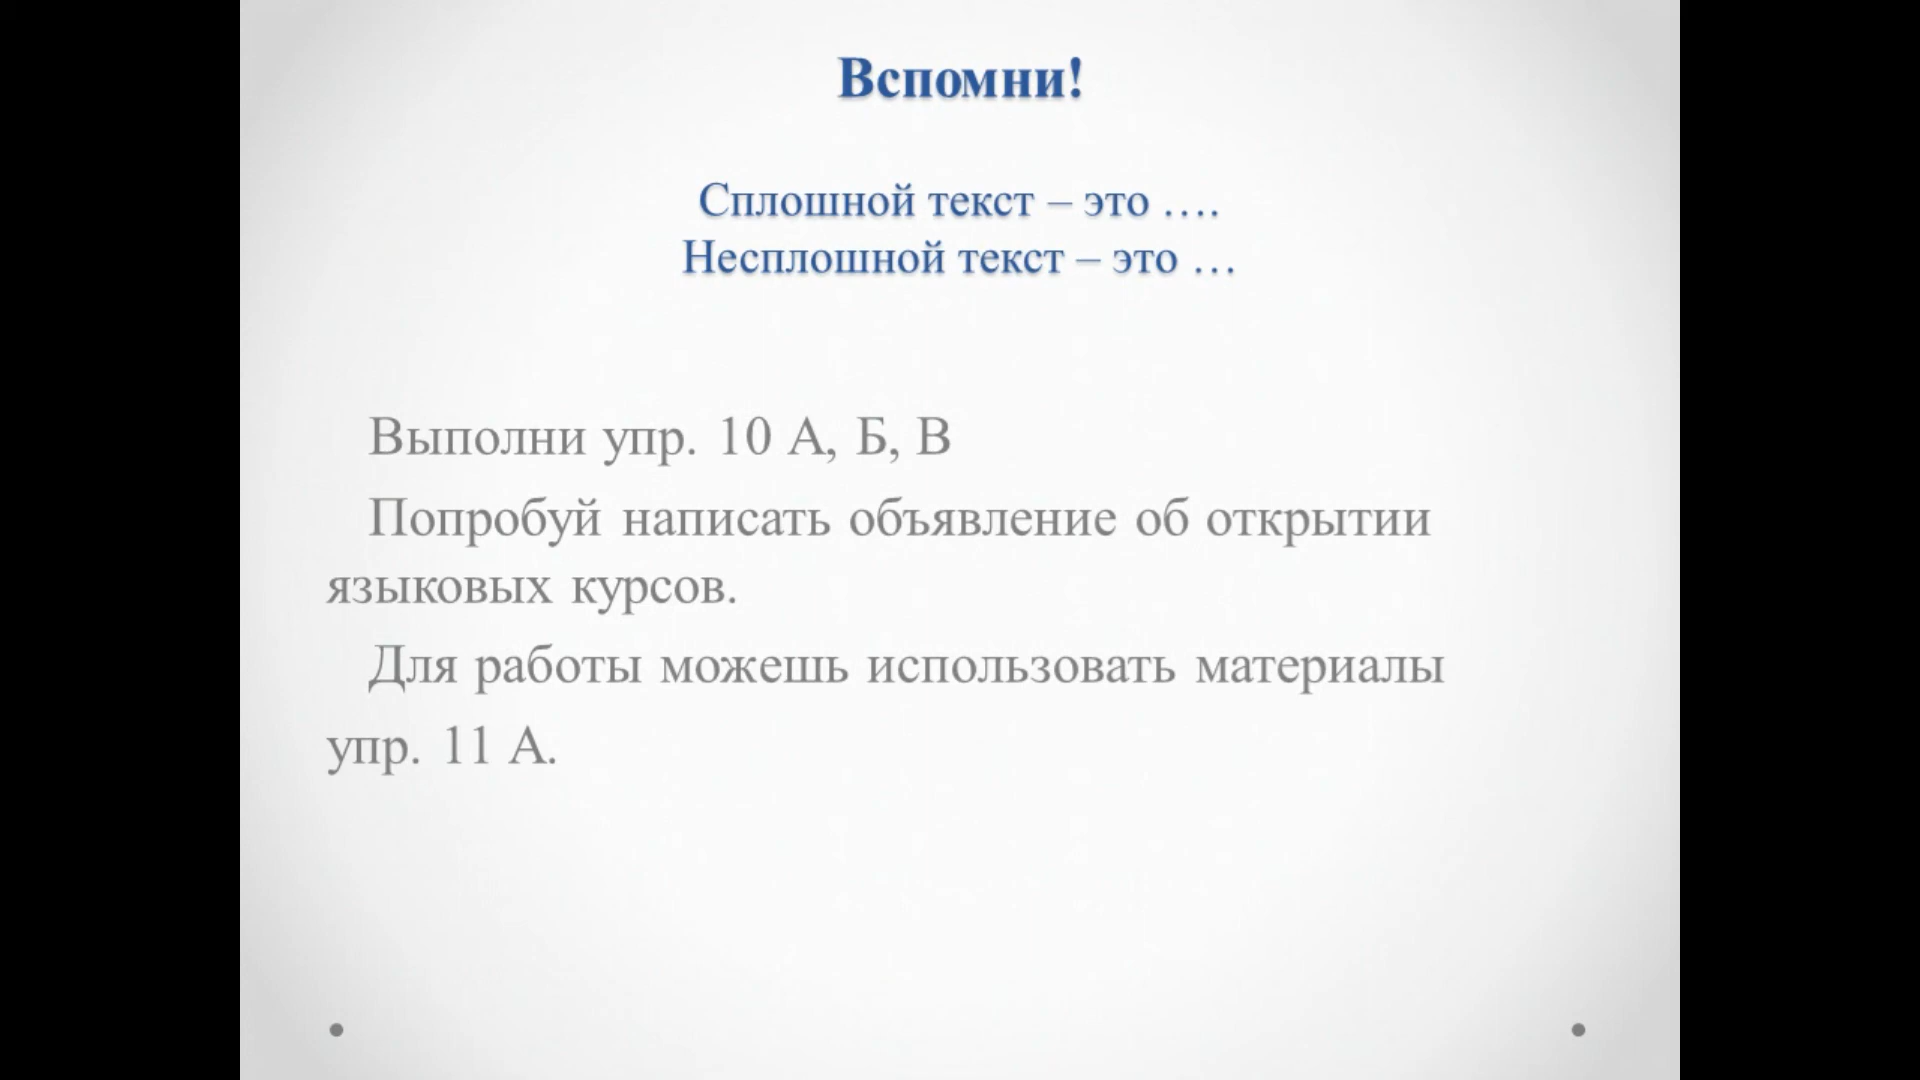 Вспомни!
Сплошной текст – это ….
Несплошной текст – это …
Выполни упр. 10 А, Б, В
Попробуй написать объявление об открытии
языковых курсов.
Для работы можешь использовать материалы
упр. 11 А.